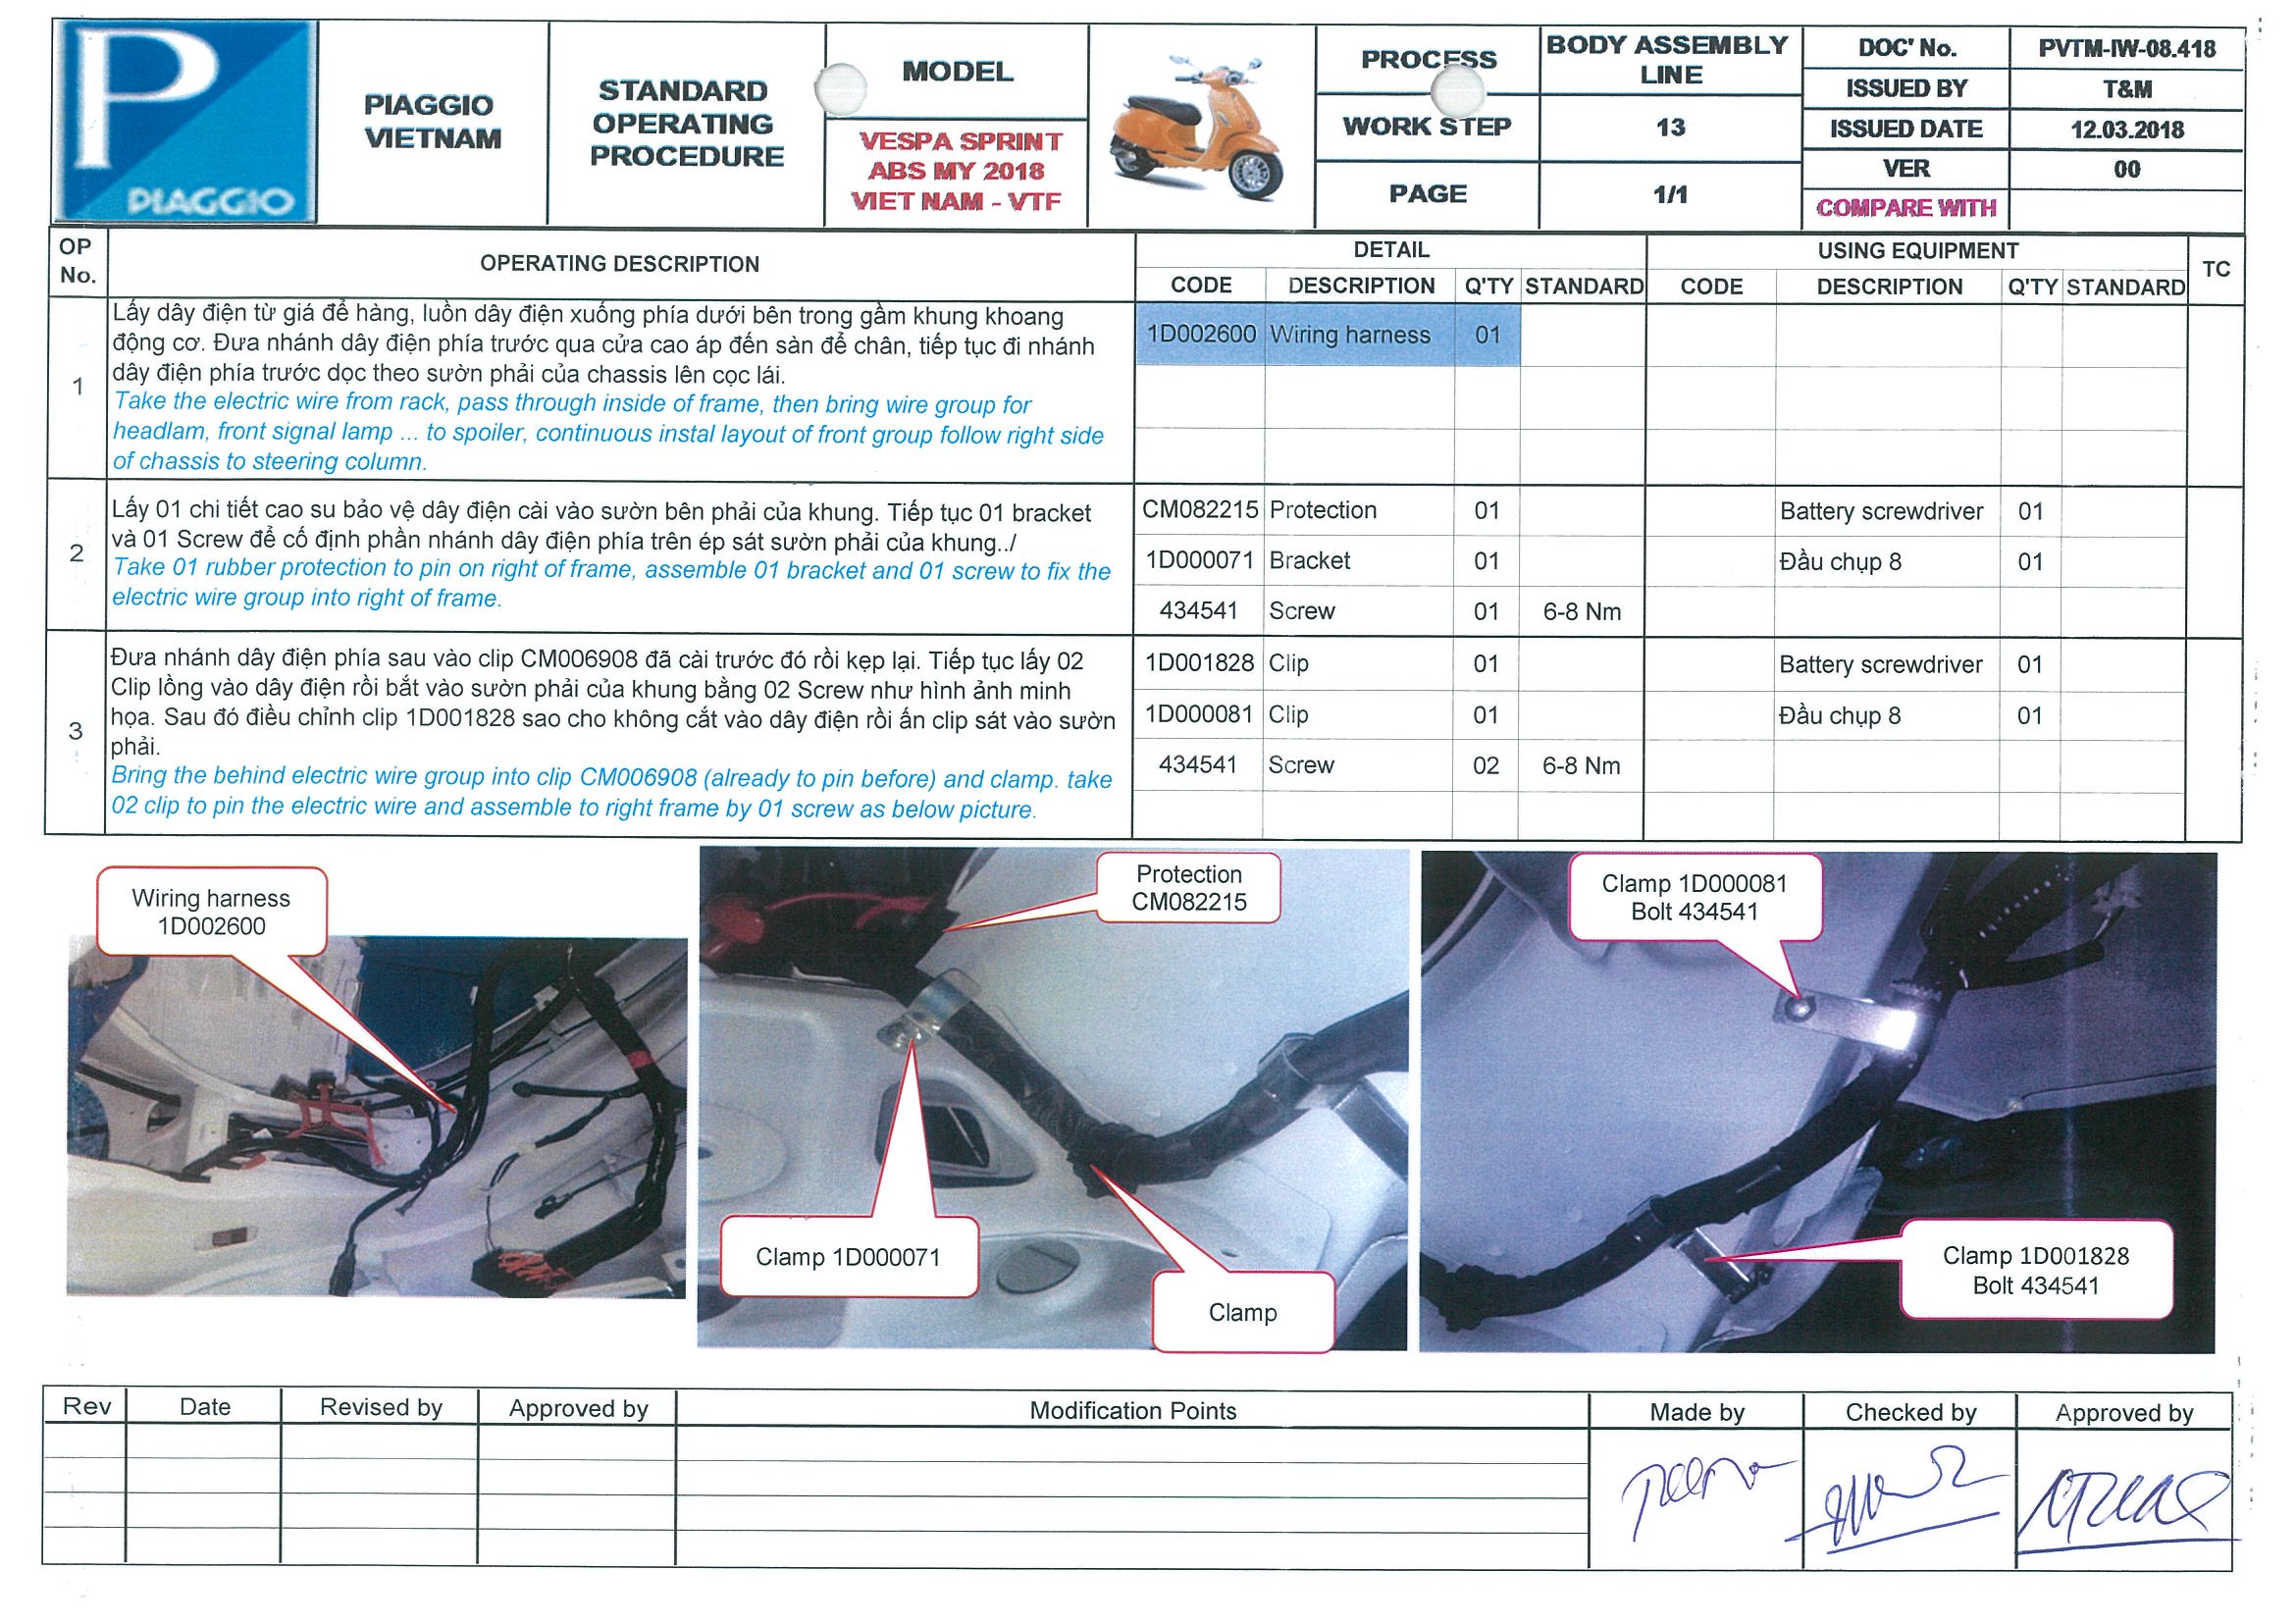 PIAGGIO
PIAGGIO
VIETNAM
STANDARD
OPERATING
PROCEDURE
MODEL
VESPA SPRINT
ABS MY 2018
VIET NAM - VTF
PROCESS
BODY ASSEMBLY
LINE
WORK STEP
13
PAGE
1/1
DOC' No.
PVTM-IW-08.418
ISSUED BY
T&M
ISSUED DATE
12.03.2018
VER
00
COMPARE WITH
OP
No.
OPERATING DESCRIPTION
DETAIL
USING EQUIPMENT
TC
CODE DESCRIPTION Q'TY STANDARD CODE DESCRIPTION Q'TY STANDARD
1
Lấy dây điện từ giá để hàng, luồn dây điện xuống phía dưới bên trong gầm khung khoang
động cơ. Đưa nhánh dây điện phía trước qua cửa cao áp đến sàn để chân, tiếp tục đi nhánh
dây điện phía trước dọc theo sườn phải của chassis lên cọc lái.
Take the electric wire from rack, pass through inside of frame, then bring wire group for
headlam, front signal lamp ... to spoiler, continuous instal layout of front group follow right side
of chassis to steering column.
1D002600 Wiring harness 01
2
Lấy 01 chi tiết cao su bảo vệ dây điện cài vào sườn bên phải của khung. Tiếp tục 01 bracket
và 01 Screw để cố định phần nhánh dây điện phía trên ép sát sườn phải của khung../
Take 01 rubber protection to pin on right of frame, assemble 01 bracket and 01 screw to fix the
electric wire group into right of frame.
CM082215 Protection 01 Battery screwdriver 01
1D000071 Bracket 01 Đầu chụp 8 01
434541 Screw 01 6-8 Nm
3
Đưa nhánh dây điện phía sau vào clip CM006908 đã cài trước đó rồi kẹp lại. Tiếp tục lấy 02
Clip lồng vào dây điện rồi bắt vào sườn phải của khung bằng 02 Screw như hình ảnh minh
họa. Sau đó điều chỉnh clip 1D001828 sao cho không cắt vào dây điện rồi ấn clip sát vào sườn
phải.
Bring the behind electric wire group into clip CM006908 (already to pin before) and clamp. take
02 clip to pin the electric wire and assemble to right frame by 01 screw as below picture.
1D001828 Clip 01 Battery screwdriver 01
1D000081 Clip 01 Đầu chụp 8 01
434541 Screw 02 6-8 Nm
Wiring harness
1D002600
Protection
CM082215
Clamp 1D000071
Clamp
Clamp 1D000081
Bolt 434541
Clamp 1D001828
Bolt 434541
Rev Date Revised by Approved by Modification Points Made by Checked by Approved by